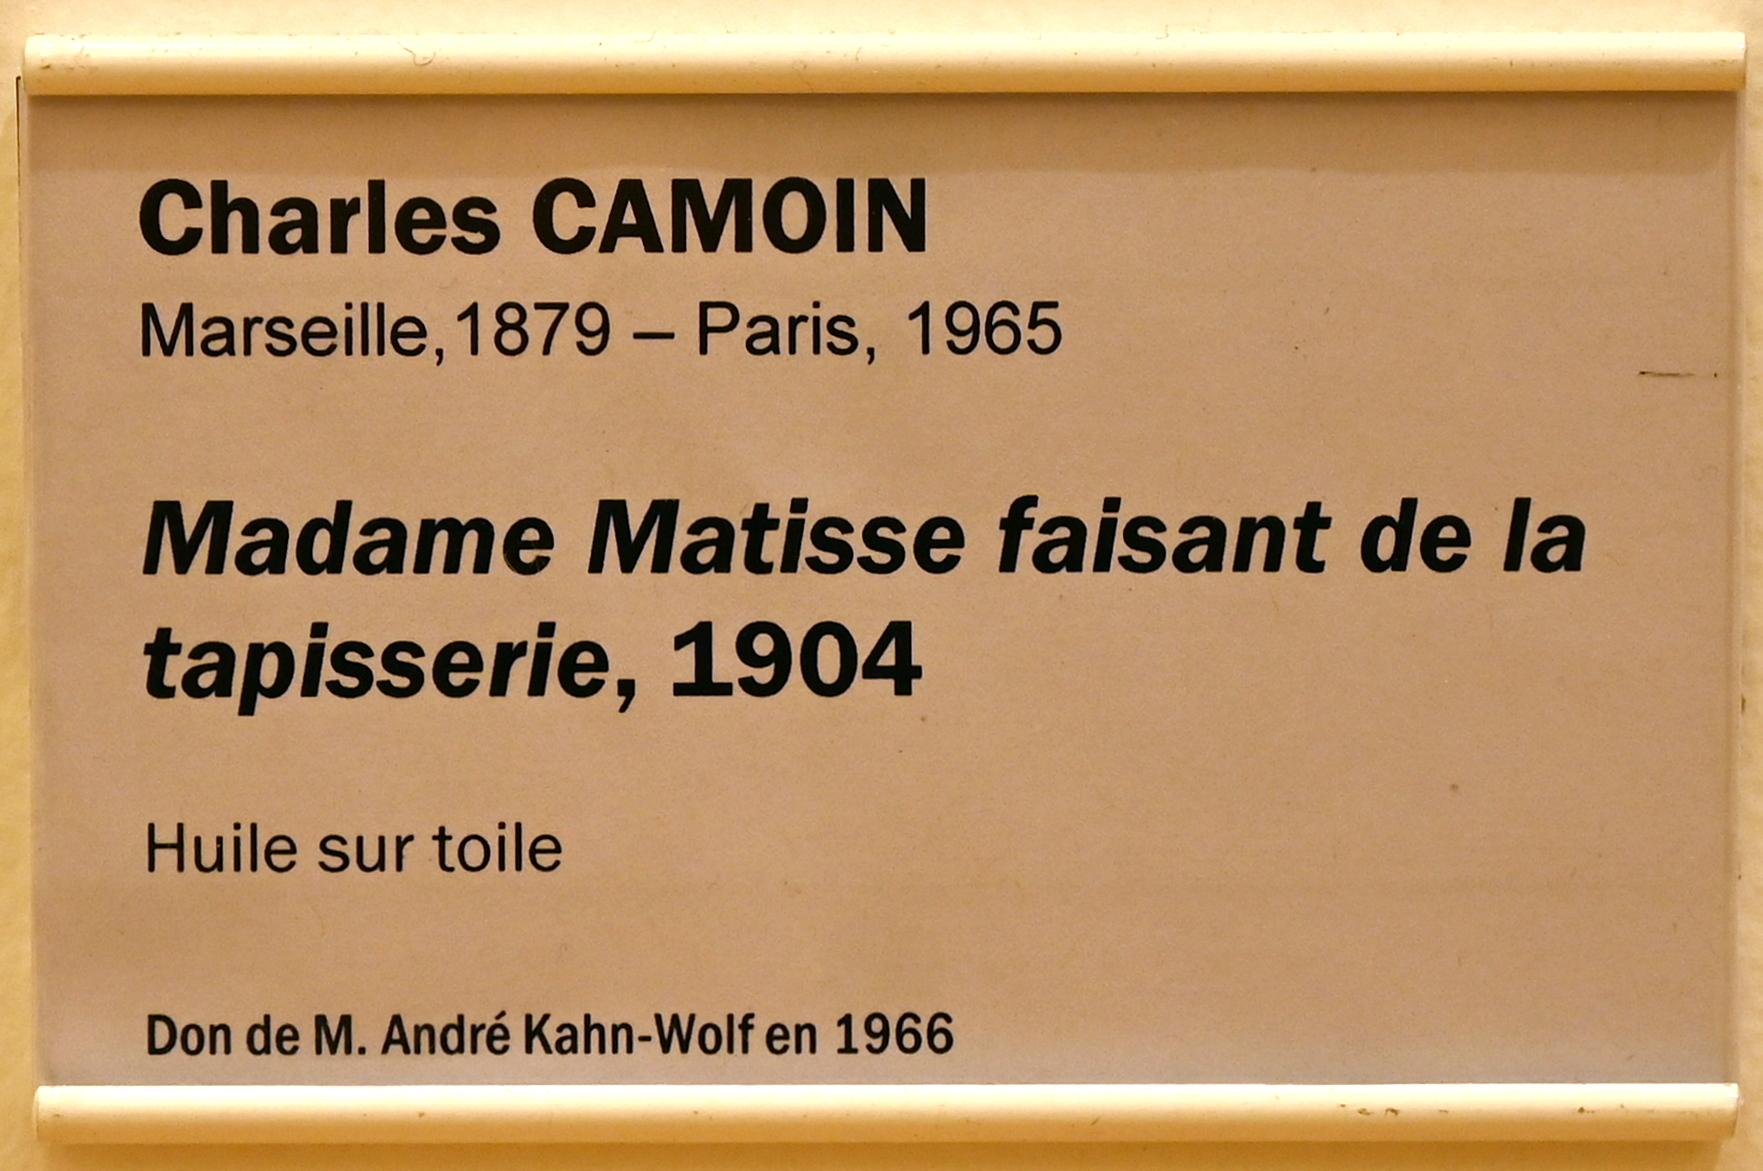 Charles CAMOIN
Marseille,1879 – Paris, 1965
Madame Matisse faisant de la
tapisserie, 1904
Huile sur toile
Don de M. André Kahn-Wolf en 1966